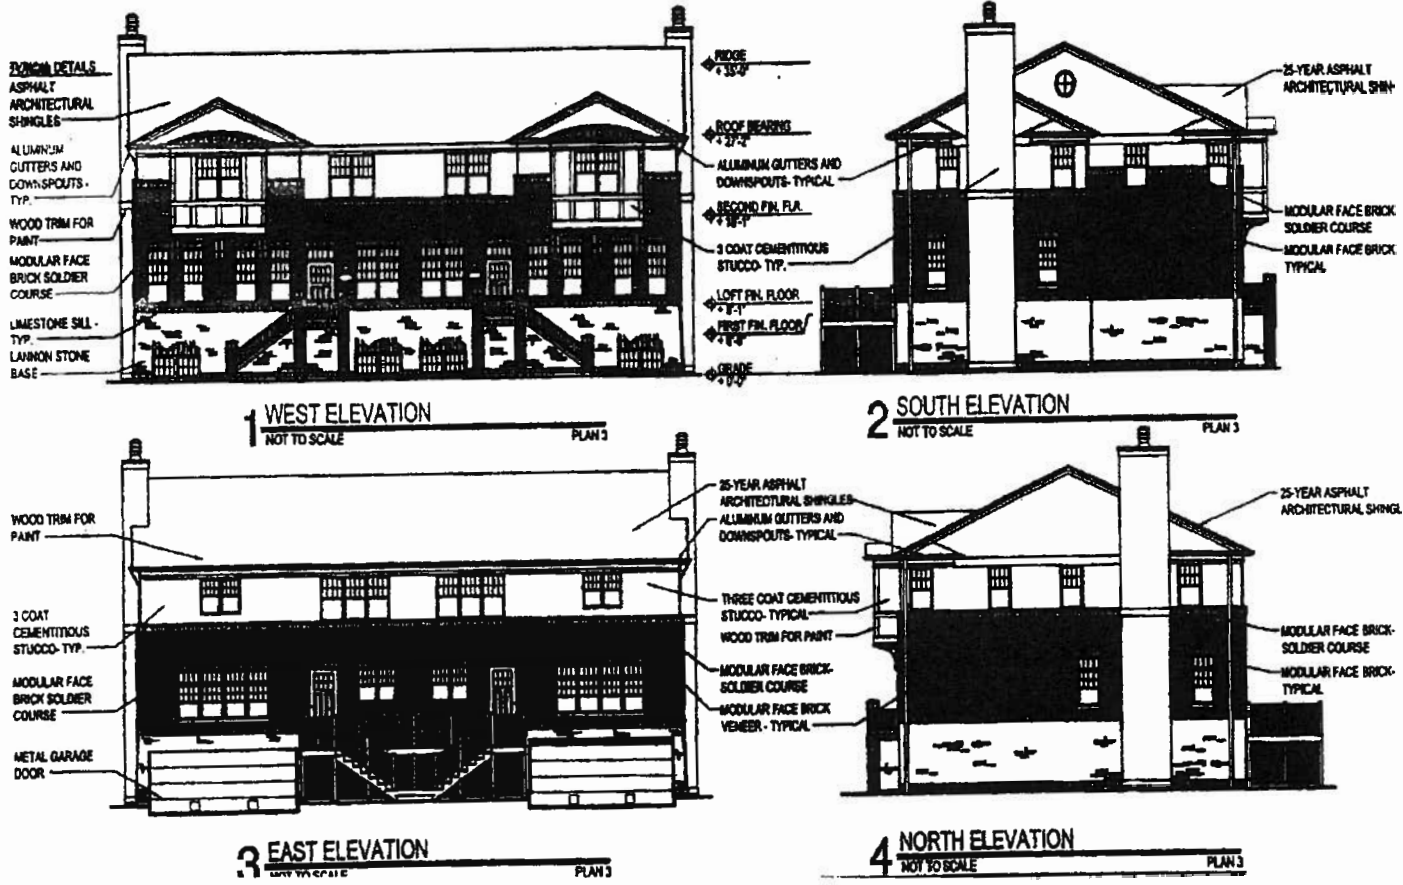 TYPICAL DETAILS
ASPHALT
ARCHITECTURAL
SHINGLES
ALUMINUM
GUTTERS AND
DOWNSPOUTS -
TYP.
WOOD TRIM FOR
PAINT
MODULAR FACE
BRICK SOLDIER
COURSE
LIMESTONE SILL -
TYP.
LANNON STONE
BASE
RIDGE
ROOF BEARING
+ 27'-2"
ALUMINUM GUTTERS AND
DOWNSPOUTS- TYPICAL
SECOND FIN. FLR.
+ 18'-1"
3 COAT CEMENTITIOUS
STUCCO- TYP.
LOFT FIN. FLOOR
FIRST FIN. FLOOR
GRADE
+ 0'-0"
25-YEAR ASPHALT
ARCHITECTURAL SHIN-
MODULAR FACE BRICK
SOLDIER COURSE
MODULAR FACE BRICK
TYPICAL
1 WEST ELEVATION
NOT TO SCALE PLAN 3
2 SOUTH ELEVATION
NOT TO SCALE PLAN 3
WOOD TRIM FOR
PAINT
3 COAT
CEMENTITIOUS
STUCCO- TYP.
MODULAR FACE
BRICK SOLDIER
COURSE
METAL GARAGE
DOOR
25-YEAR ASPHALT
ARCHITECTURAL SHINGLES
ALUMINUM GUTTERS AND
DOWNSPOUTS- TYPICAL
THREE COAT CEMENTITIOUS
STUCCO- TYPICAL
WOOD TRIM FOR PAINT
MODULAR FACE BRICK-
SOLDIER COURSE
MODULAR FACE BRICK
VENEER - TYPICAL
25-YEAR ASPHALT
ARCHITECTURAL SHINGL
MODULAR FACE BRICK-
SOLDIER COURSE
MODULAR FACE BRICK-
TYPICAL
3 EAST ELEVATION
NOT TO SCALE PLAN 3
4 NORTH ELEVATION
NOT TO SCALE PLAN 3